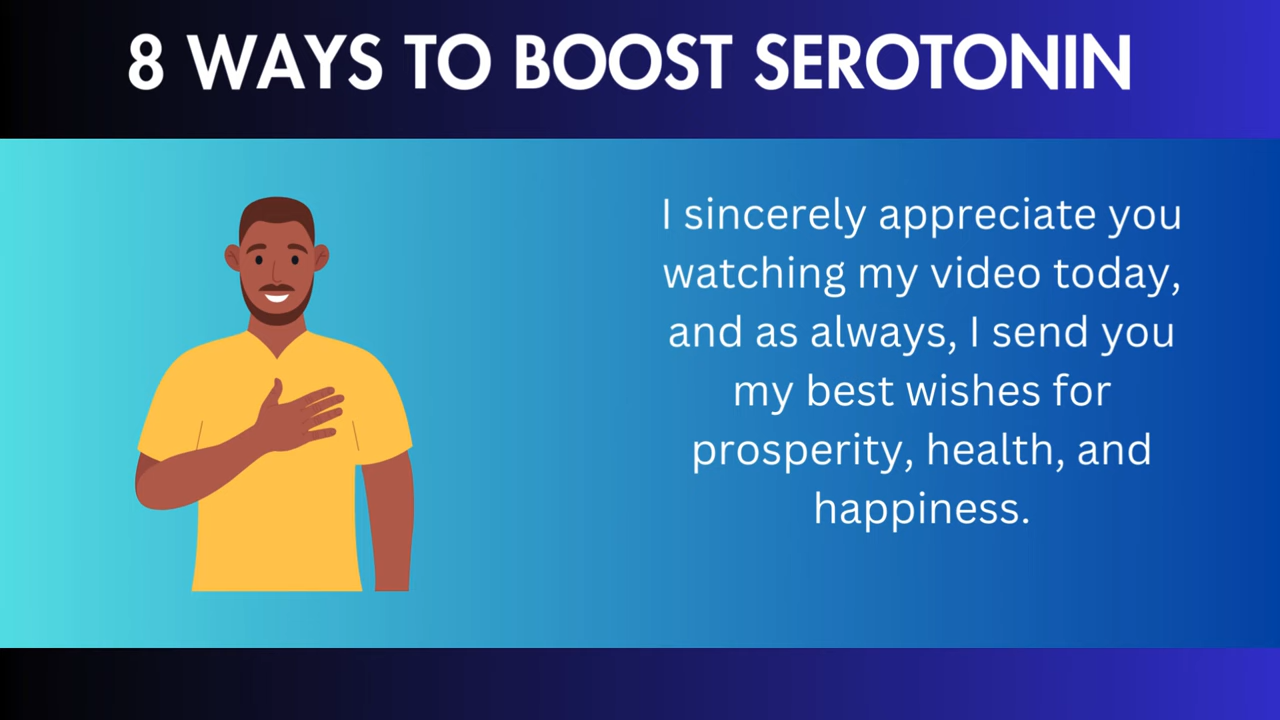 8 WAYS TO BOOST SEROTONIN
I sincerely appreciate you
watching my video today,
and as always, I send you
my best wishes for
prosperity, health, and
happiness.